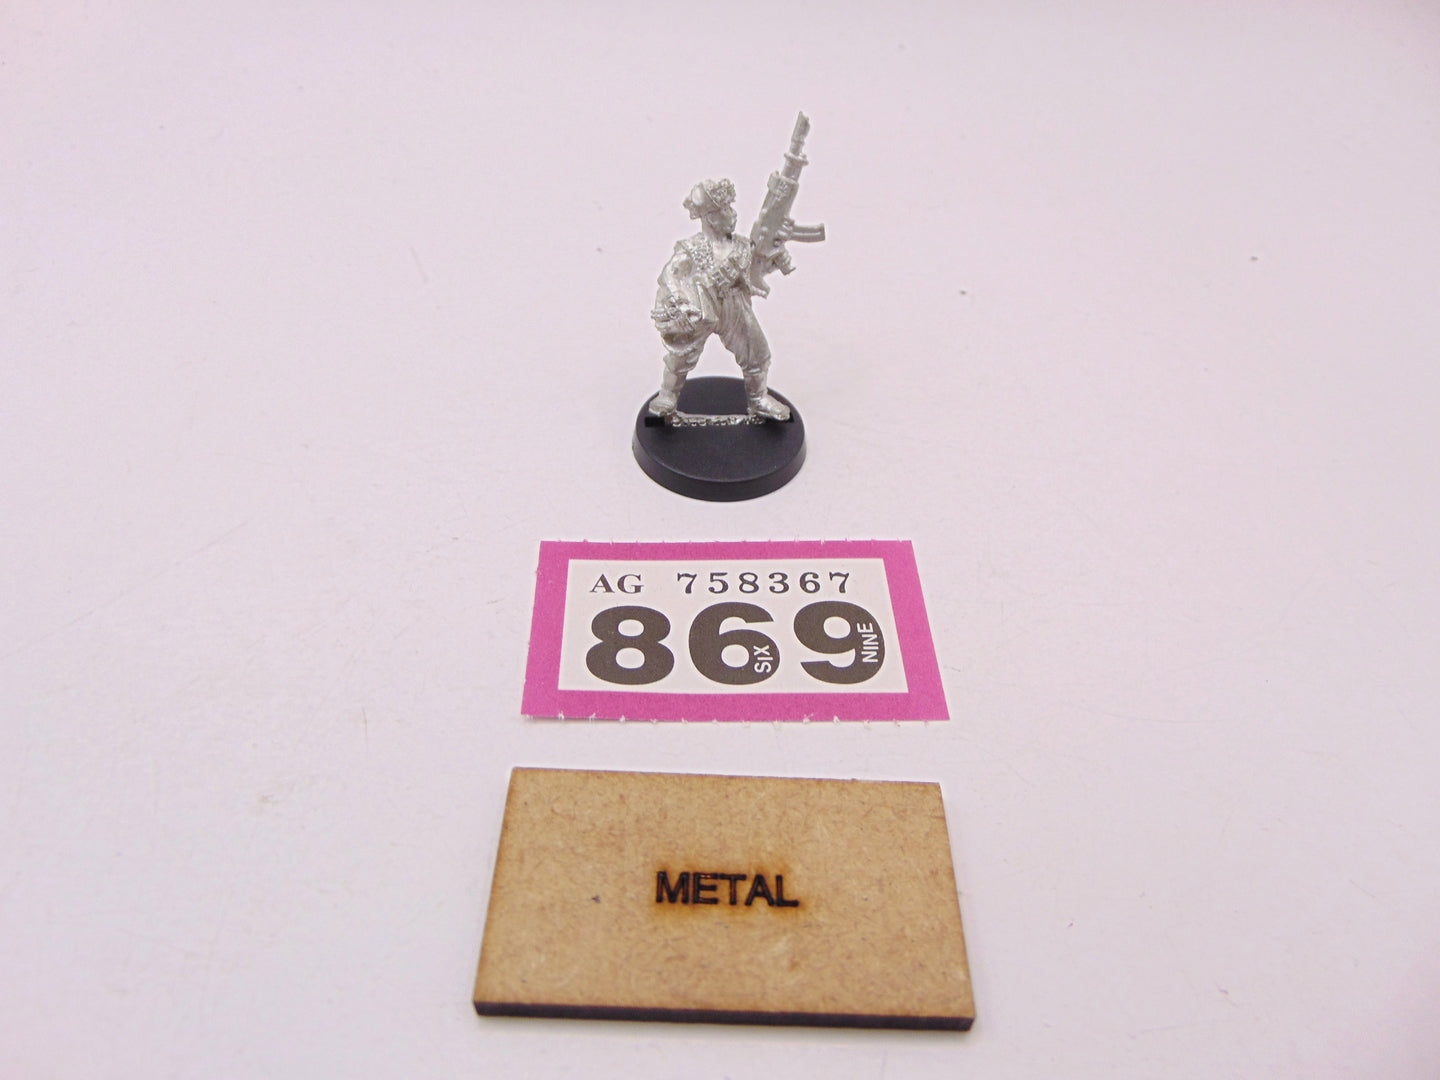 AG 758367
869
SIX
NINE
METAL